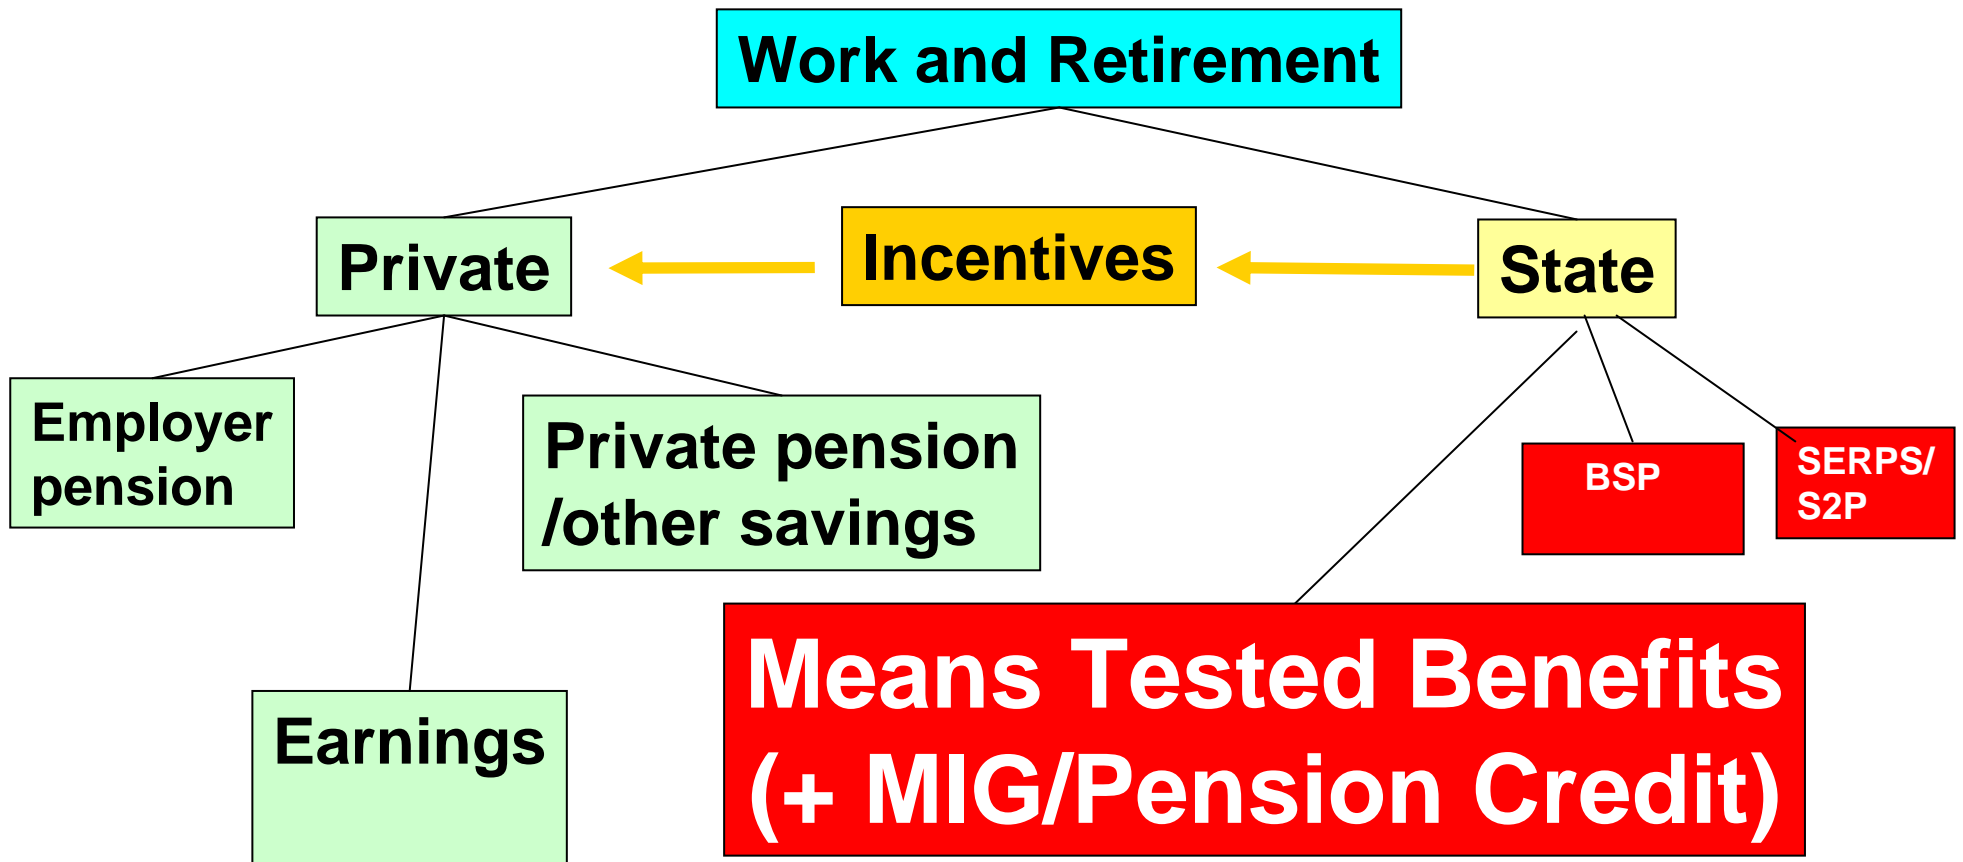 Work and Retirement
Private
Incentives
State
Employer
pension
Private pension
/other savings
BSP
SERPS/
S2P
Earnings
Means Tested Benefits
(+ MIG/Pension Credit)